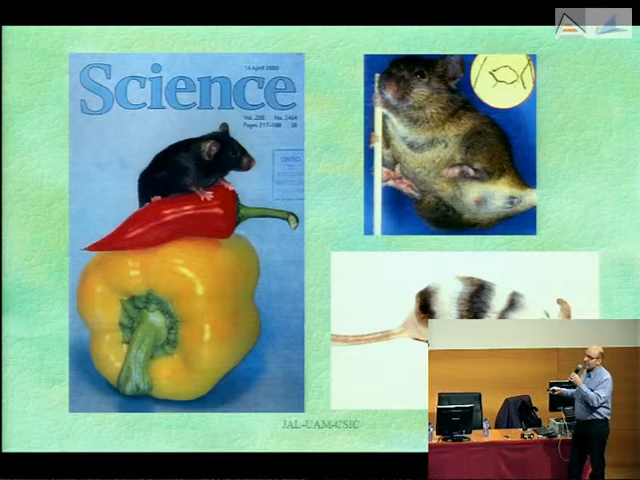 Science
14 April 2000
Vol. 288 No. 5464
Pages 217–388 $8
JAL-UAM-CSIC